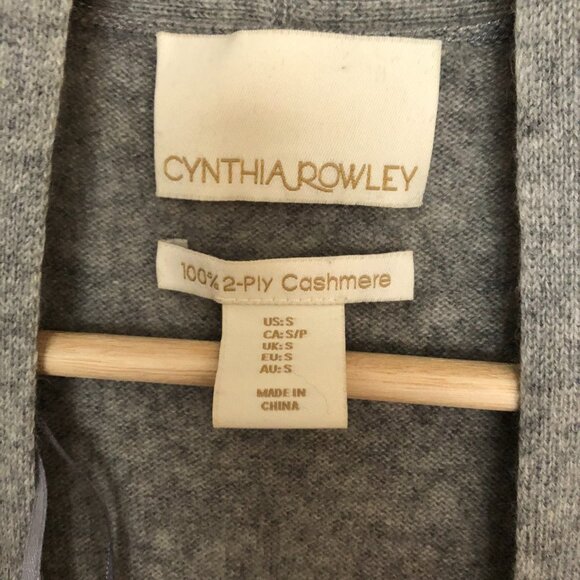 CYNTHIA ROWLEY
100% 2-Ply Cashmere
US: S
CA: S/P
UK: S
EU: S
AU: S
MADE IN
CHINA